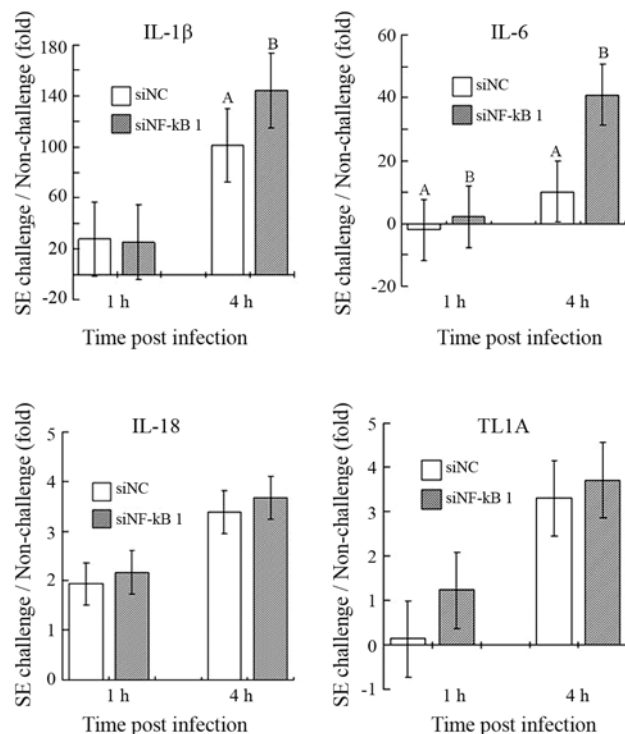 IL-1β
SE challenge / Non-challenge (fold)
180
140
100
60
20
-20
siNC
siNF-kB 1
A
B
1 h
4 h
Time post infection
IL-6
SE challenge / Non-challenge (fold)
60
40
20
0
-20
siNC
siNF-kB 1
A
B
A
B
1 h
4 h
Time post infection
IL-18
SE challenge / Non-challenge (fold)
5
4
3
2
1
0
siNC
siNF-kB 1
1 h
4 h
Time post infection
TL1A
SE challenge / Non-challenge (fold)
5
4
3
2
1
0
-1
siNC
siNF-kB 1
1 h
4 h
Time post infection